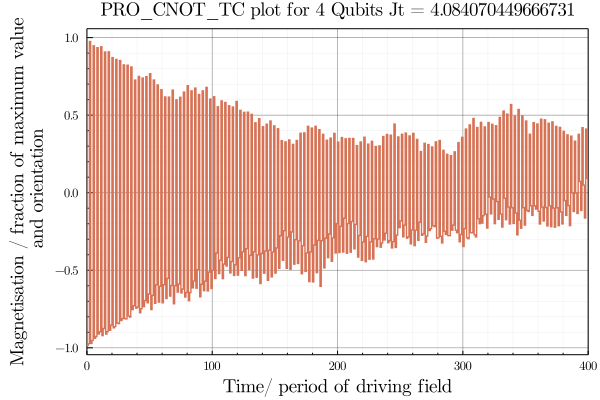 PRO_CNOT_TC plot for 4 Qubits Jt = 4.084070449666731
Magnetisation / fraction of maximum value
and orientation
1.0
0.5
0.0
−0.5
−1.0
0
100
200
300
400
Time/ period of driving field